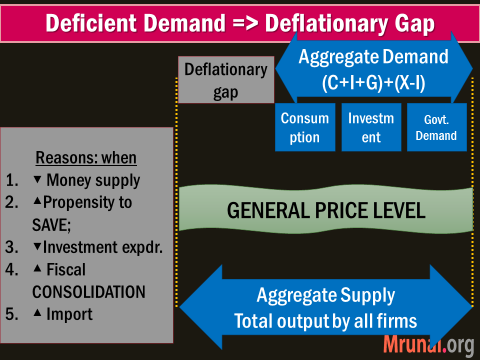 Deficient Demand => Deflationary Gap
Deflationary
gap
Aggregate Demand
(C+I+G)+(X-I)
Consum
ption
Investm
ent
Govt.
Demand
Reasons: when
1. ▼ Money supply
2. ▲Propensity to
SAVE;
3. ▼Investment expdr.
4. ▲ Fiscal
CONSOLIDATION
5. ▲ Import
GENERAL PRICE LEVEL
Aggregate Supply
Total output by all firms
Mrunal.org